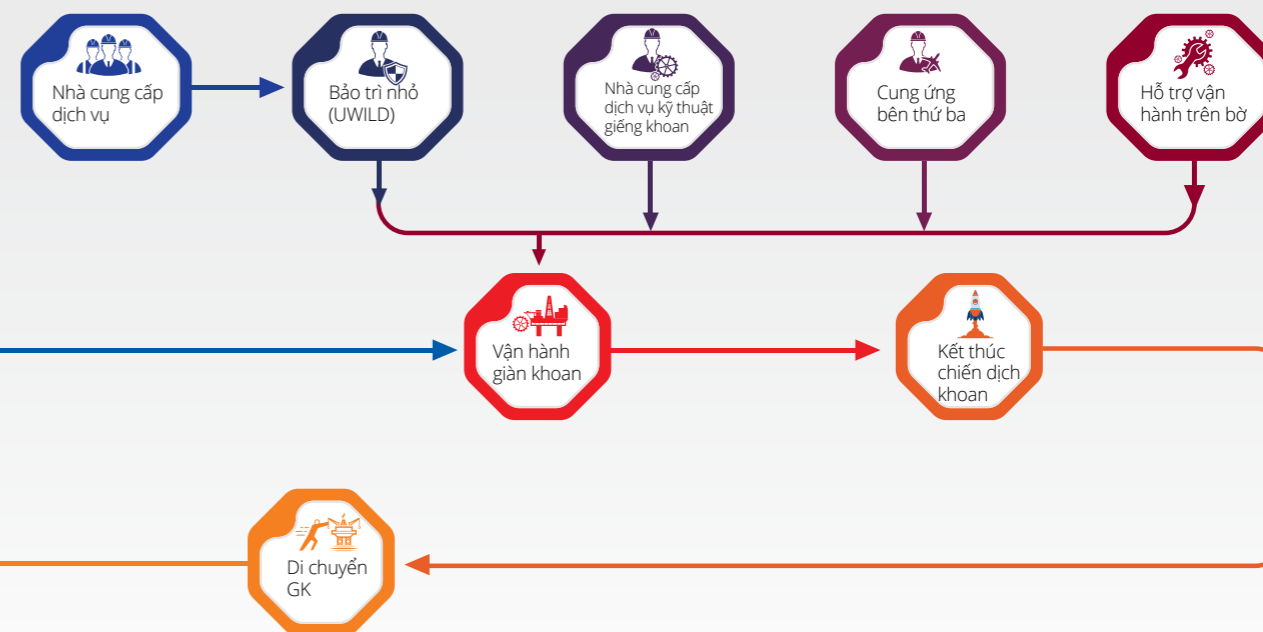 Nhà cung cấp
dịch vụ
Bảo trì nhỏ
(UWILD)
Nhà cung cấp
dịch vụ kỹ thuật
giếng khoan
Cung ứng
bên thứ ba
Hỗ trợ vận
hành trên bờ
Vận hành
giàn khoan
Kết thúc
chiến dịch
khoan
Di chuyển
GK